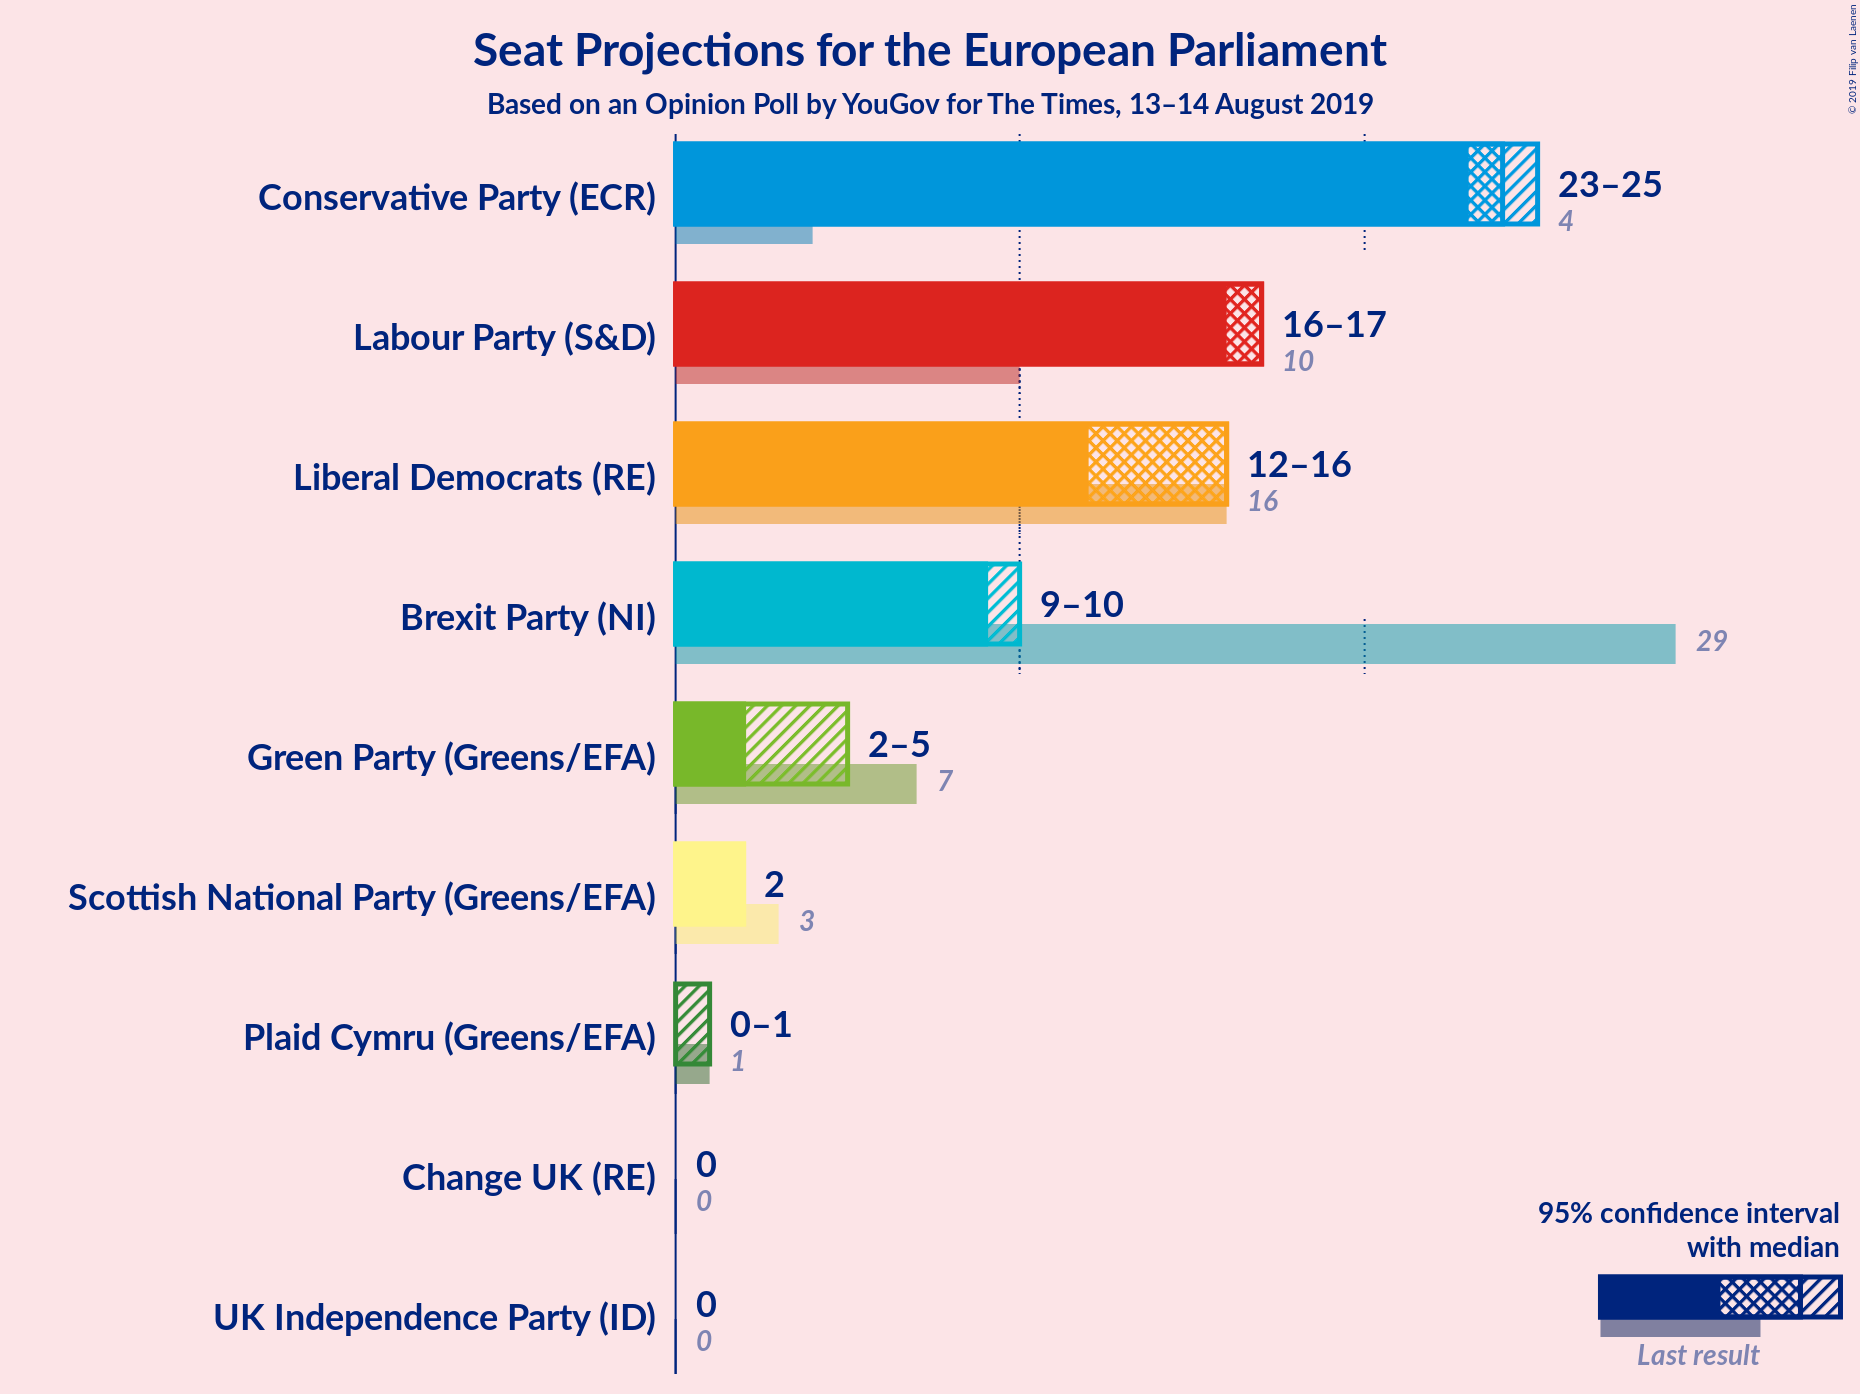 Seat Projections for the European Parliament
Based on an Opinion Poll by YouGov for The Times, 13–14 August 2019
© 2019 Filip van Laenen
Conservative Party (ECR)
23–25
4
Labour Party (S&D)
16–17
10
Liberal Democrats (RE)
12–16
16
Brexit Party (NI)
9–10
29
Green Party (Greens/EFA)
2–5
7
Scottish National Party (Greens/EFA)
2
3
Plaid Cymru (Greens/EFA)
0–1
1
Change UK (RE)
0
0
UK Independence Party (ID)
0
0
95% confidence interval
with median
Last result